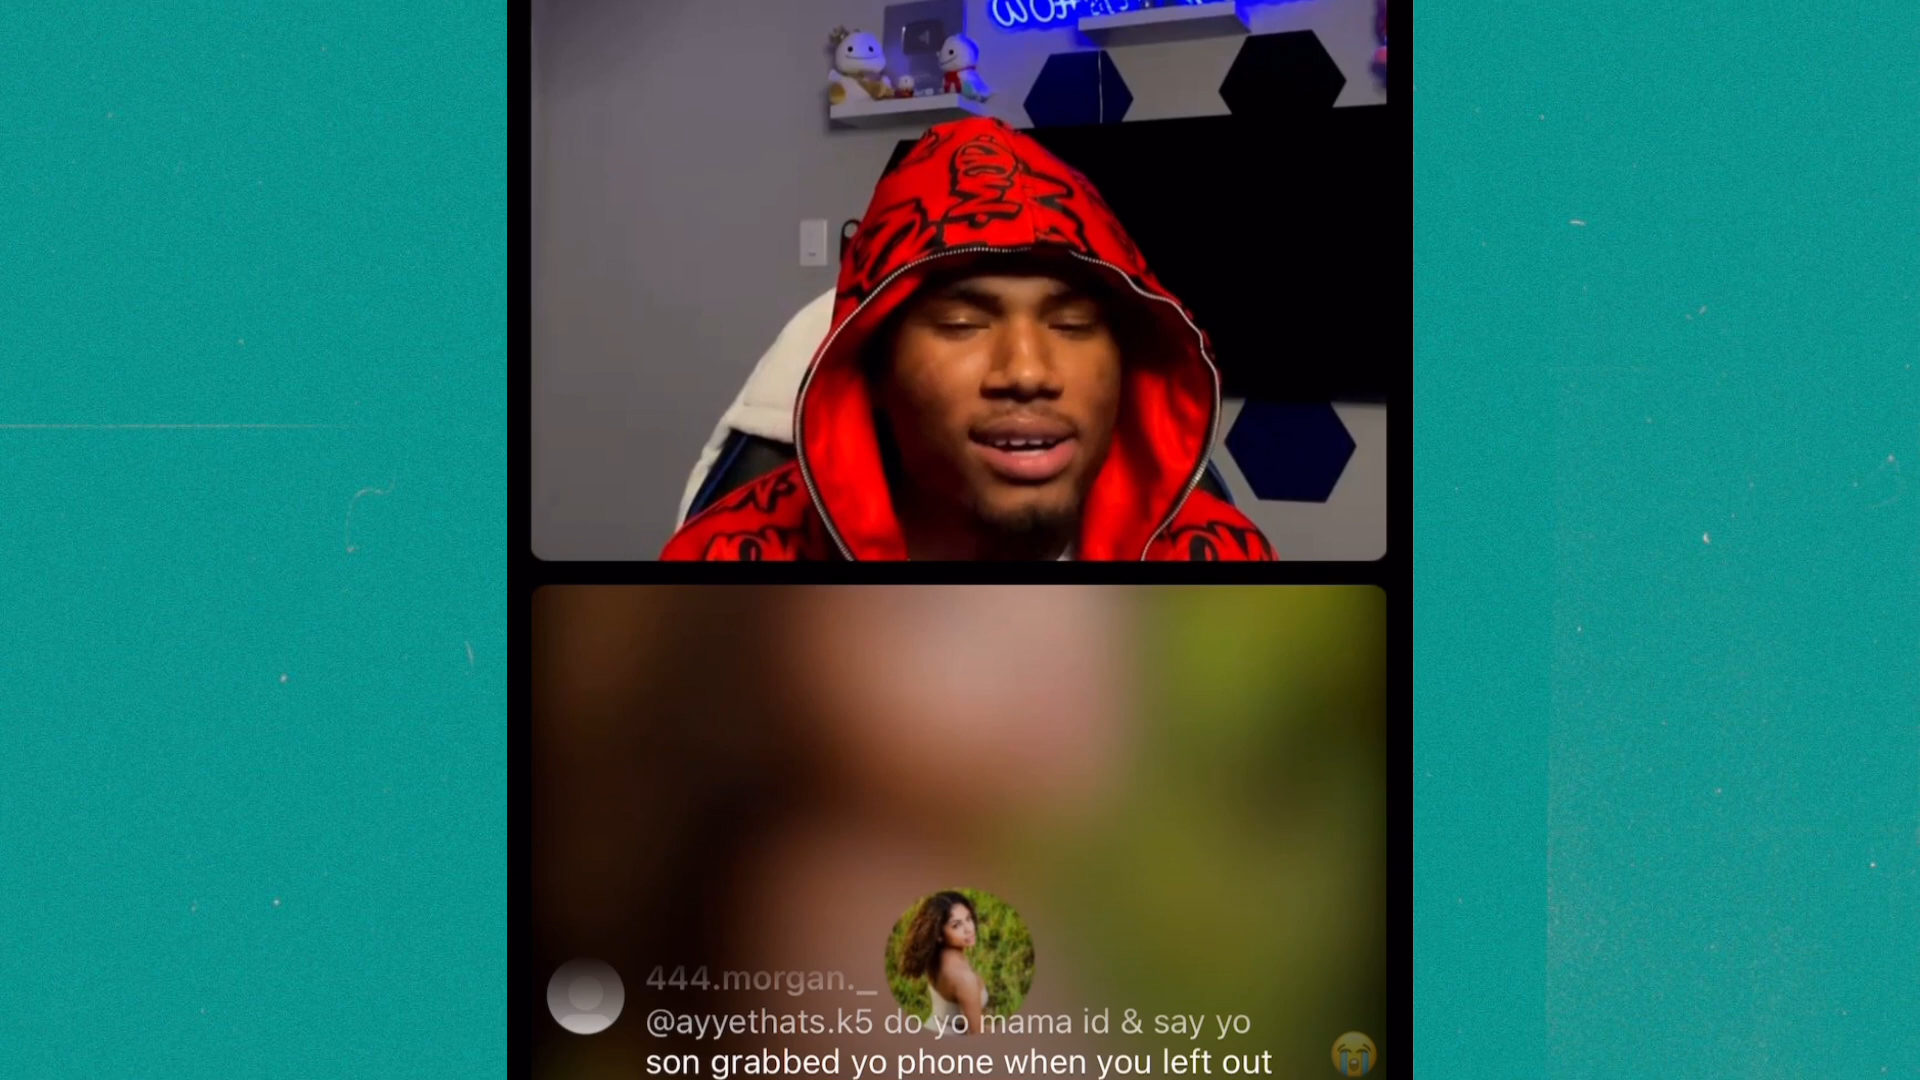 444.morgan._
@ayyethats.k5 do yo mama id & say yo
son grabbed yo phone when you left out